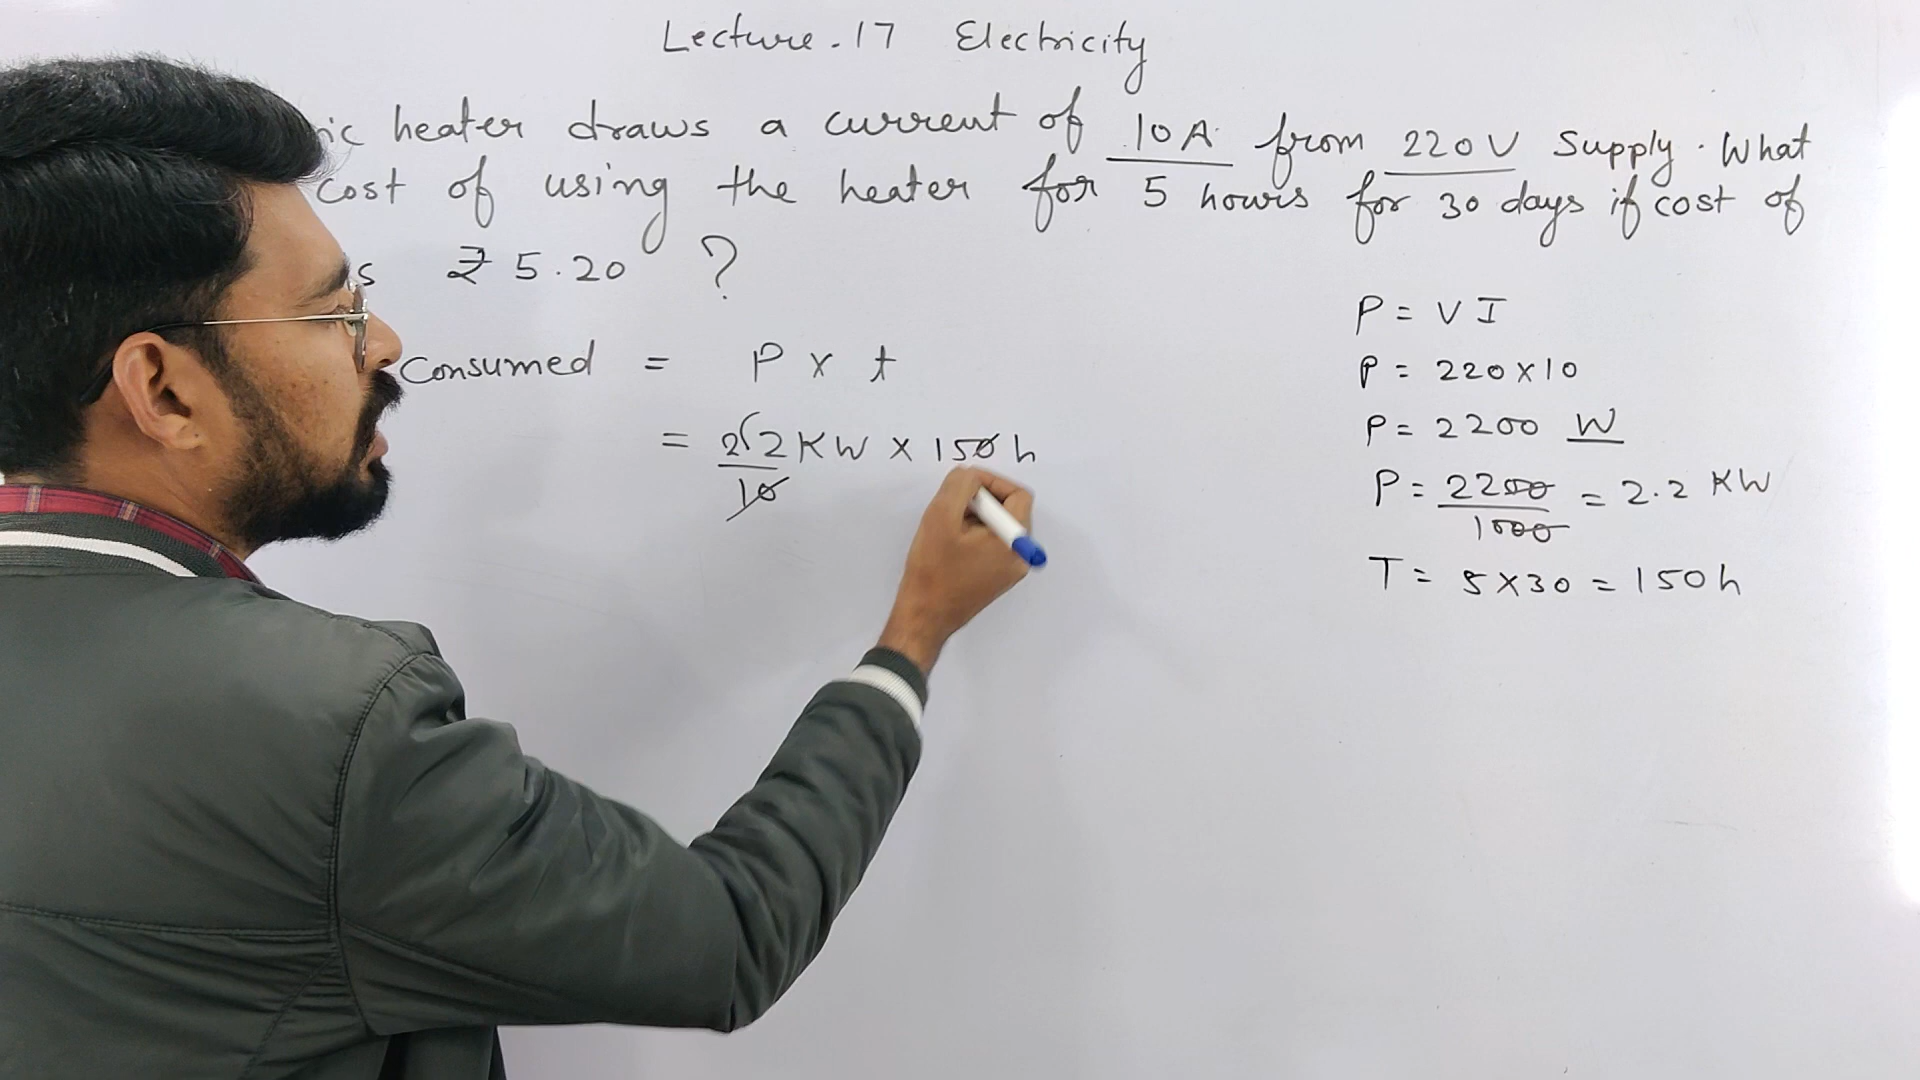 Lecture.17 Electricity
ic heater draws a current of 10A from 220V Supply. What
cost of using the heater for 5 hours for 30 days if cost of
s ₹ 5.20 ?
Consumed = P x t
= 2.2 KW x 150 h
10
P = V I
P = 220 x 10
P = 2200 W
P = 2200 = 2.2 KW
1000
T = 5 x 30 = 150 h